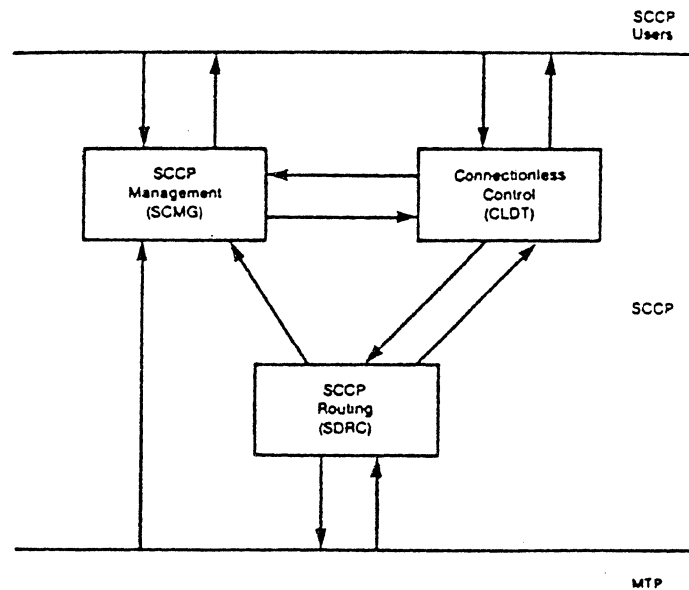 SCCP
Users
SCCP
Management
(SCMG)
Connectionless
Control
(CLDT)
SCCP
SCCP
Routing
(SDRC)
MTP